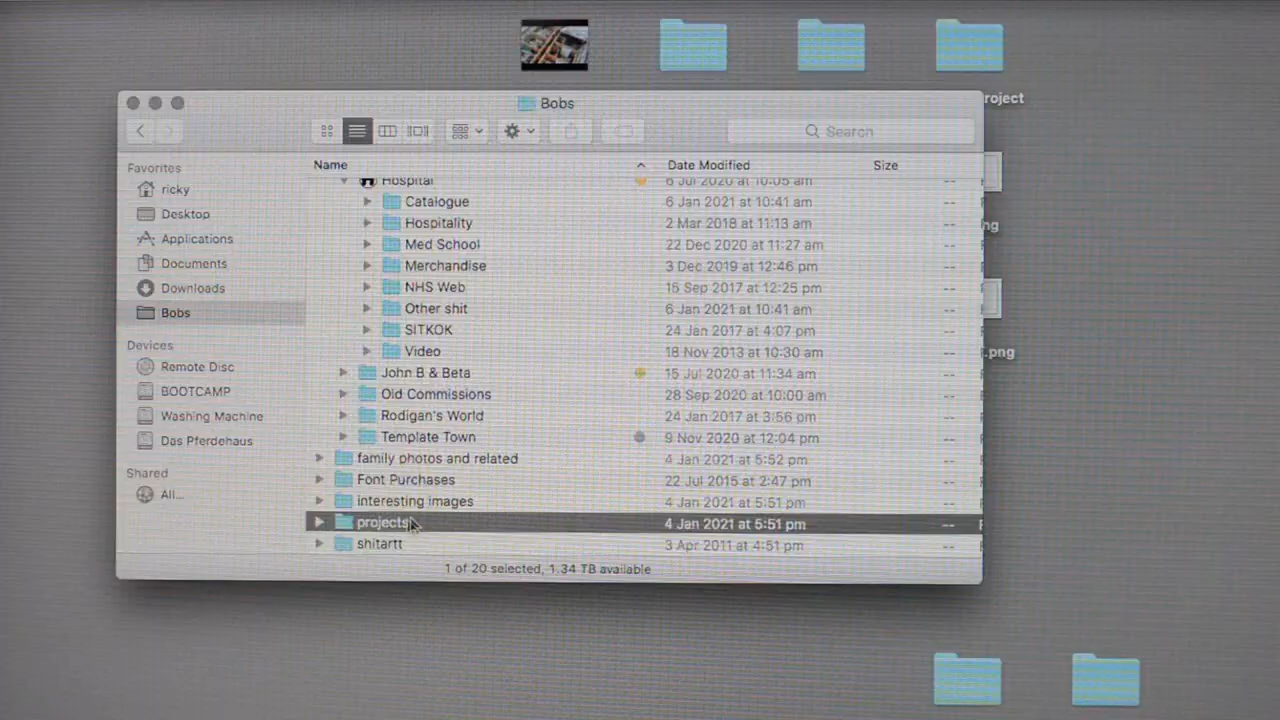 Bobs
roject
Search
Favorites
Name
Date Modified
Size
ricky
Hospital
6 Jul 2020 at 10:05 am
--
Catalogue
6 Jan 2021 at 10:41 am
--
Desktop
Hospitality
2 Mar 2018 at 11:13 am
--
ng
Applications
Med School
22 Dec 2020 at 11:27 am
--
Documents
Merchandise
3 Dec 2019 at 12:46 pm
--
Downloads
NHS Web
15 Sep 2017 at 12:25 pm
--
Bobs
Other shit
6 Jan 2021 at 10:41 am
--
SITKOK
24 Jan 2017 at 4:07 pm
--
Devices
Video
18 Nov 2013 at 10:30 am
--
.png
Remote Disc
John B & Beta
15 Jul 2020 at 11:34 am
--
BOOTCAMP
Old Commissions
28 Sep 2020 at 10:00 am
--
Washing Machine
Rodigan's World
24 Jan 2017 at 3:56 pm
--
Das Pferdehaus
Template Town
9 Nov 2020 at 12:04 pm
--
family photos and related
4 Jan 2021 at 5:52 pm
--
Shared
Font Purchases
22 Jul 2015 at 2:47 pm
--
All...
interesting images
4 Jan 2021 at 5:51 pm
--
projects
4 Jan 2021 at 5:51 pm
--
shitartt
3 Apr 2011 at 4:51 pm
--
1 of 20 selected, 1.34 TB available